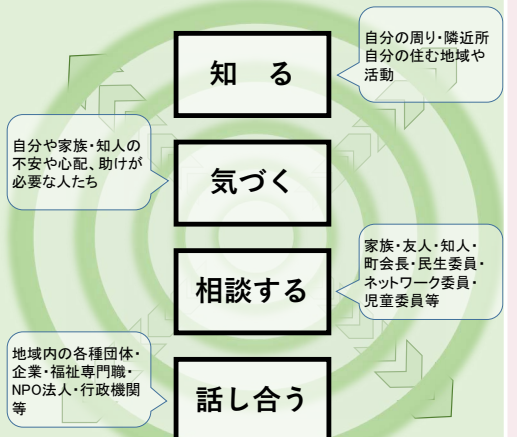 知 る
自分の周り・隣近所
自分の住む地域や
活動
自分や家族・知人の
不安や心配、助けが
必要な人たち
気づく
相談する
家族・友人・知人・
町会長・民生委員・
ネットワーク委員・
児童委員等
地域内の各種団体・
企業・福祉専門職・
NPO法人・行政機関
等
話し合う